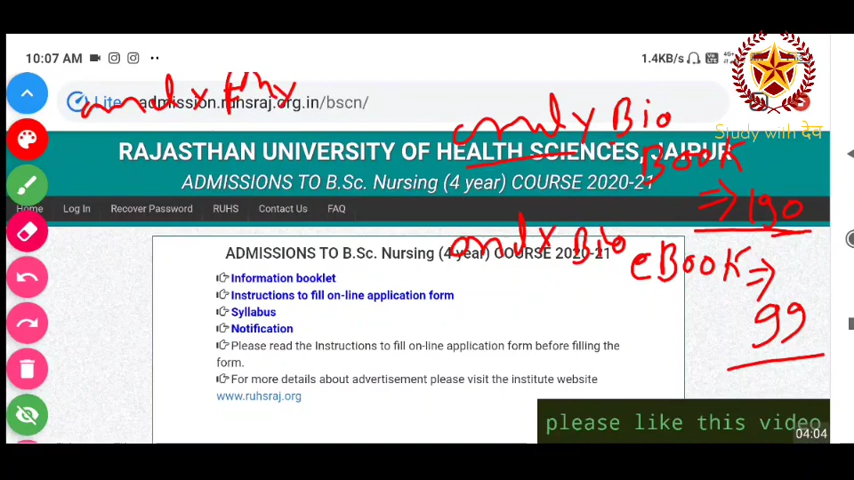 10:07 AM
1.4KB/s
Lite admission.ruhsraj.org.in/bscn/
only Bio
Study with देव
RAJASTHAN UNIVERSITY OF HEALTH SCIENCES, JAIPUR
Book
ADMISSIONS TO B.Sc. Nursing (4 year) COURSE 2020-21
=> 190
Home Log In Recover Password RUHS Contact Us FAQ
only Bio
ADMISSIONS TO B.Sc. Nursing (4 year) COURSE 2020-21
eBook =>
99
Information booklet
Instructions to fill on-line application form
Syllabus
Notification
Please read the Instructions to fill on-line application form before filling the
form.
For more details about advertisement please visit the institute website
www.ruhsraj.org
please like this video
04:04